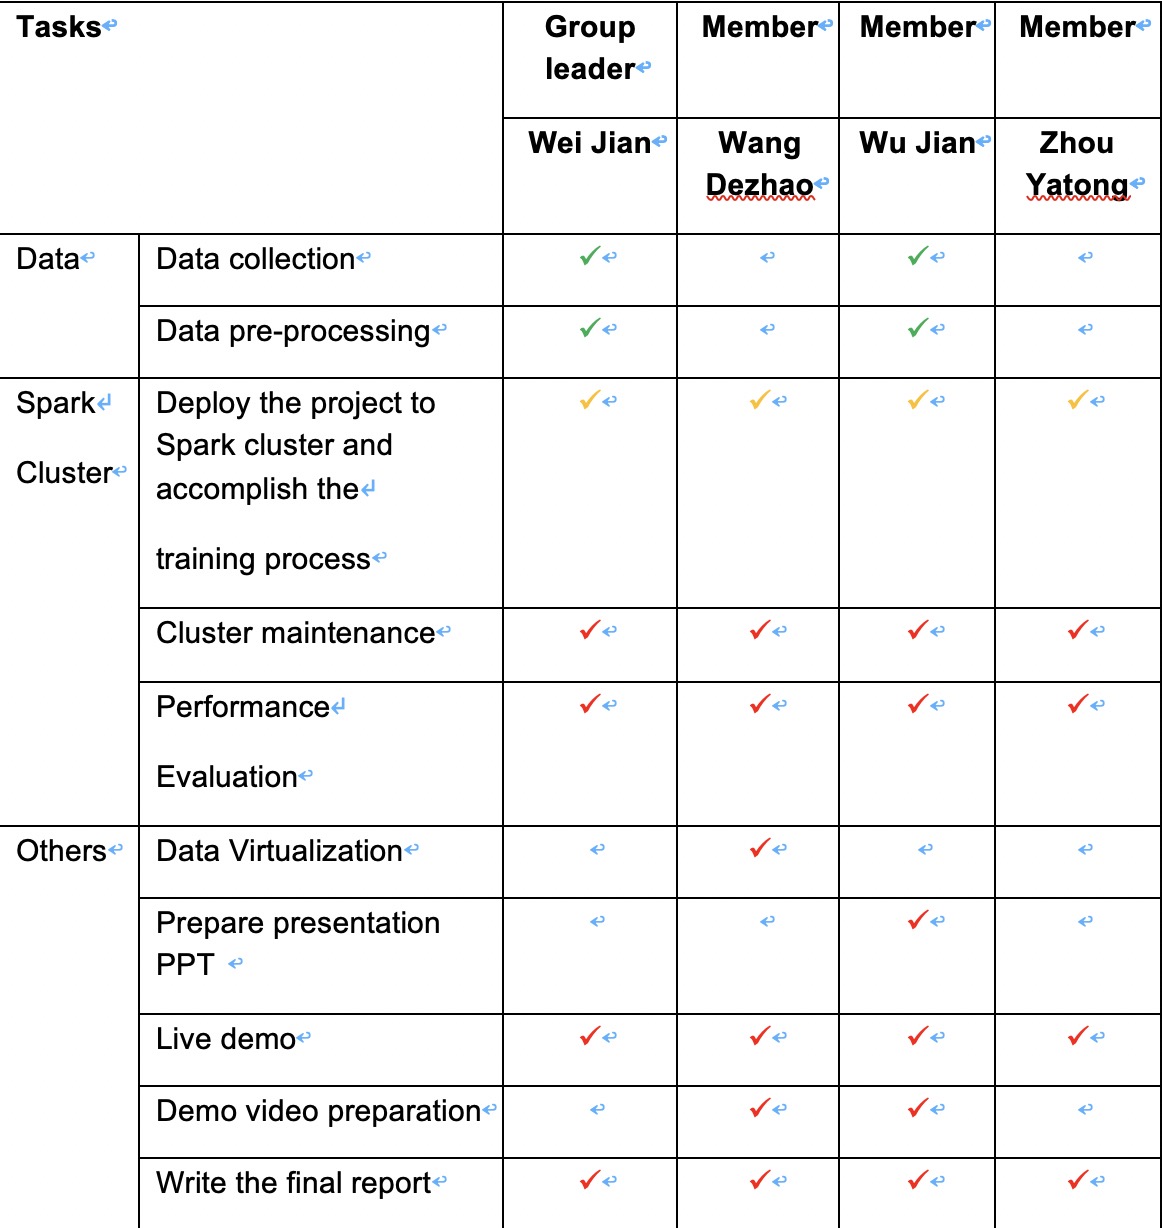 Tasks
Group
leader
Member
Member
Member
Wei Jian
Wang
Dezhao
Wu Jian
Zhou
Yatong
Data
Data collection
✓
✓
Data pre-processing
✓
✓
Spark
Cluster
Deploy the project to
Spark cluster and
accomplish the
training process
✓
✓
✓
✓
Cluster maintenance
✓
✓
✓
✓
Performance
Evaluation
✓
✓
✓
✓
Others
Data Virtualization
✓
Prepare presentation
PPT
✓
Live demo
✓
✓
✓
✓
Demo video preparation
✓
✓
Write the final report
✓
✓
✓
✓